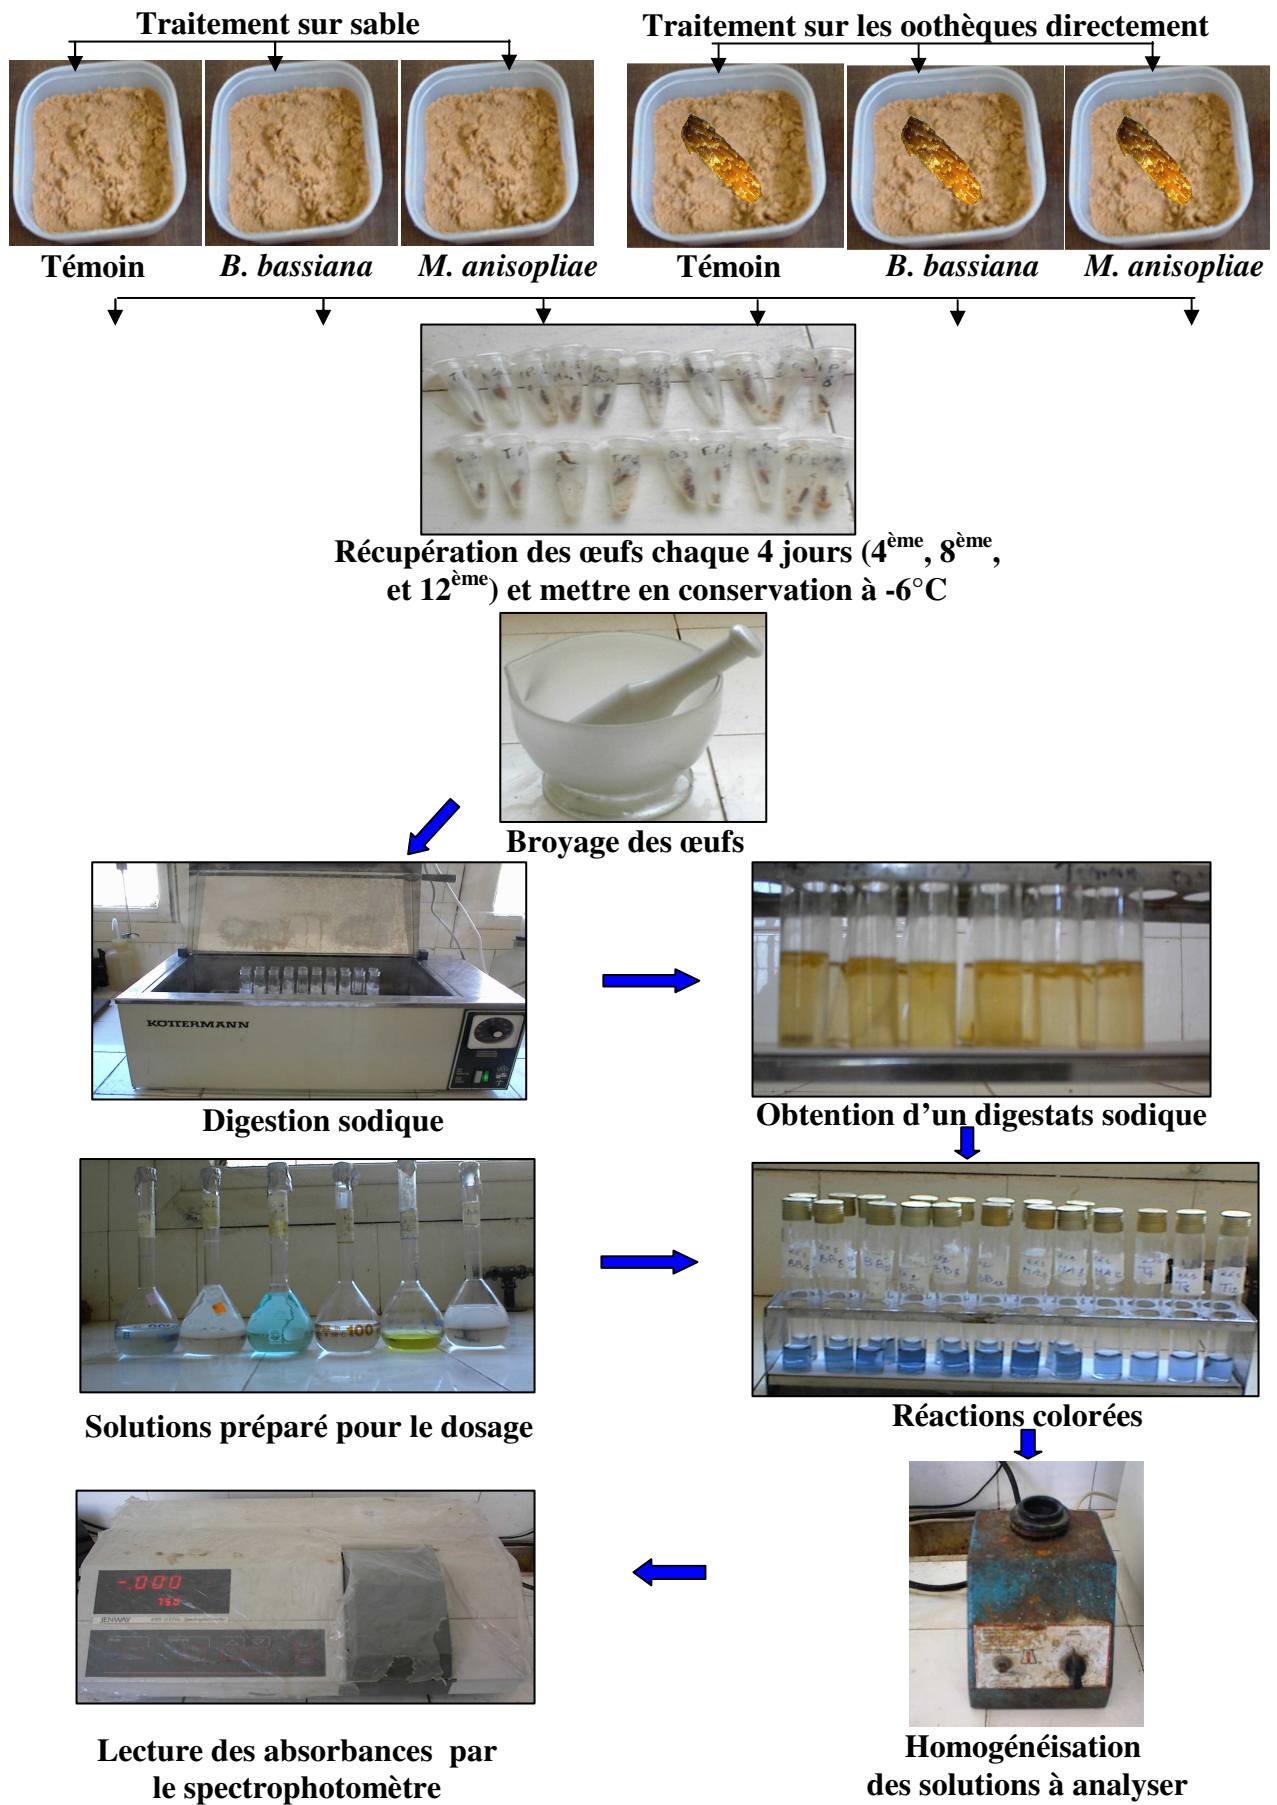 Traitement sur sable
Traitement sur les oothèques directement
Témoin
B. bassiana
M. anisopliae
Témoin
B. bassiana
M. anisopliae
Récupération des œufs chaque 4 jours (4ème, 8ème,
et 12ème) et mettre en conservation à -6°C
Broyage des œufs
KOTTERMANN
Digestion sodique
Obtention d’un digestats sodique
100
Solutions préparé pour le dosage
Réactions colorées
-.000
750
JENWAY
Lecture des absorbances par
le spectrophotomètre
Homogénéisation
des solutions à analyser